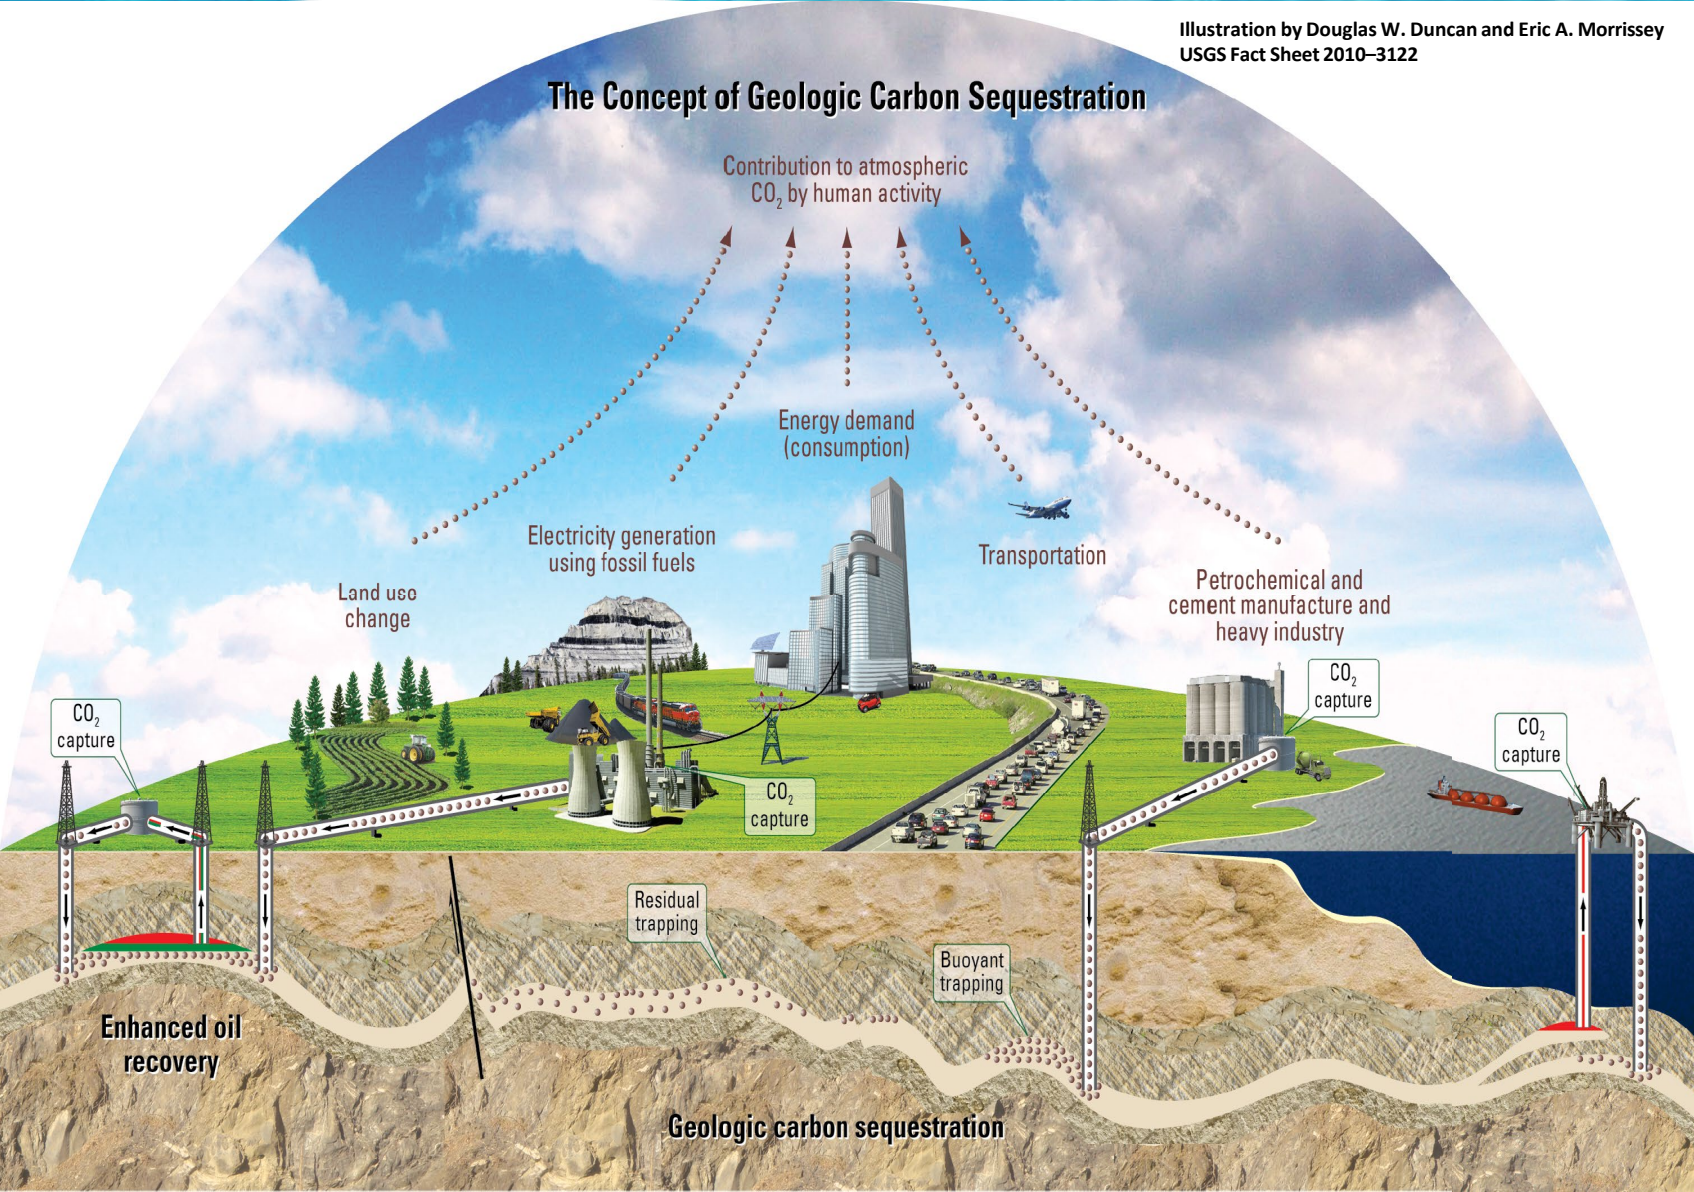 Illustration by Douglas W. Duncan and Eric A. Morrissey
USGS Fact Sheet 2010–3122
The Concept of Geologic Carbon Sequestration
Contribution to atmospheric
CO₂ by human activity
Energy demand
(consumption)
Electricity generation
using fossil fuels
Transportation
Land use
change
Petrochemical and
cement manufacture and
heavy industry
CO₂
capture
CO₂
capture
CO₂
capture
CO₂
capture
Residual
trapping
Buoyant
trapping
Enhanced oil
recovery
Geologic carbon sequestration